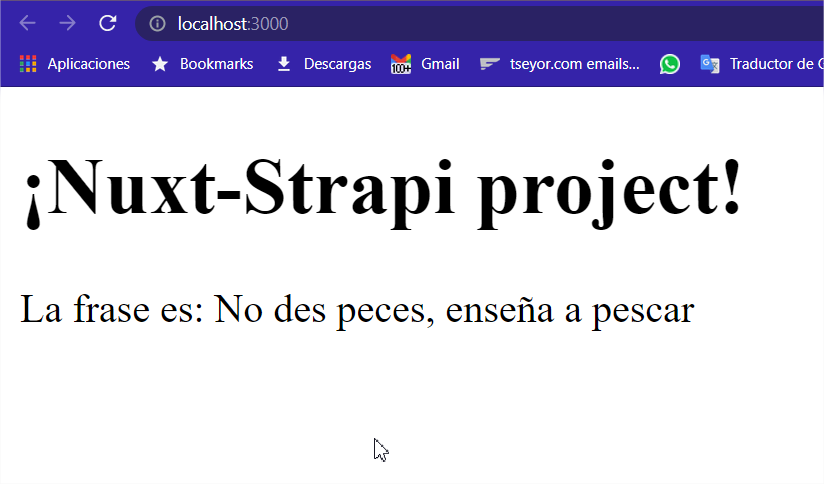 localhost:3000
Aplicaciones Bookmarks Descargas 100+ Gmail tseyor.com emails... Traductor de G
¡Nuxt-Strapi project!
La frase es: No des peces, enseña a pescar